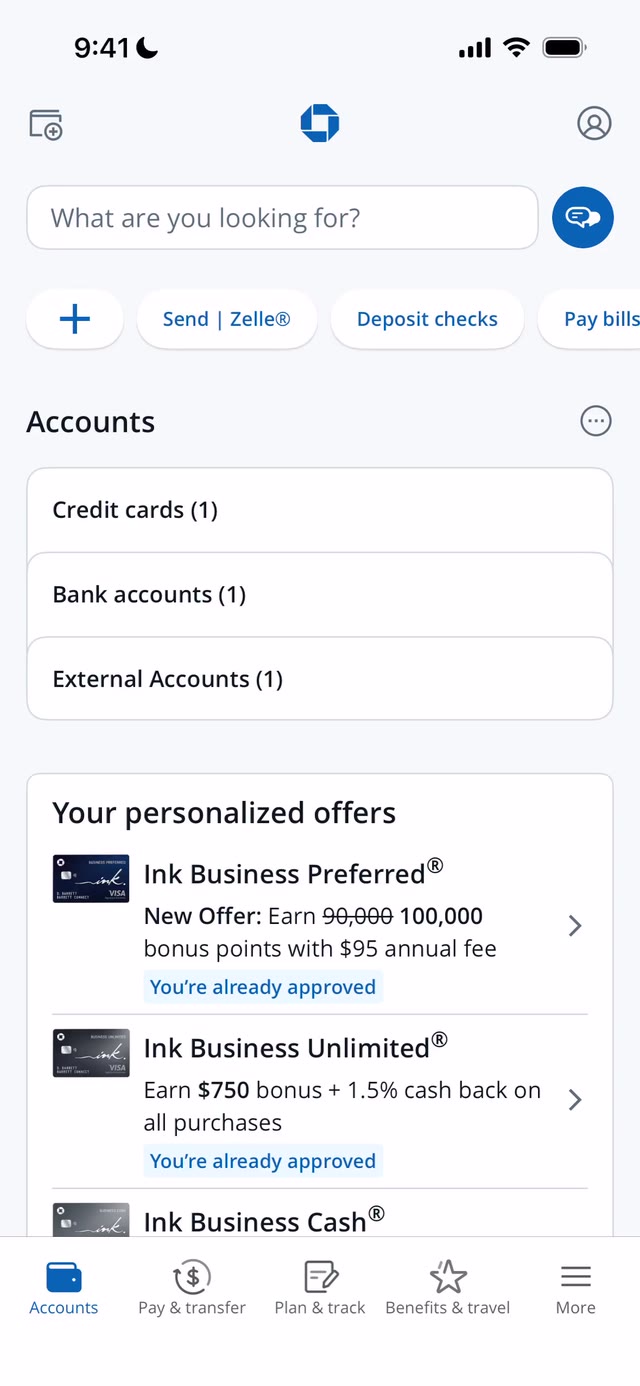 9:41
What are you looking for?
Send | Zelle®
Deposit checks
Pay bills
Accounts
Credit cards (1)
Bank accounts (1)
External Accounts (1)
Your personalized offers
Ink Business Preferred®
New Offer: Earn 90,000 100,000
bonus points with $95 annual fee
You’re already approved
Ink Business Unlimited®
Earn $750 bonus + 1.5% cash back on
all purchases
You’re already approved
Ink Business Cash®
Accounts
Pay & transfer
Plan & track
Benefits & travel
More